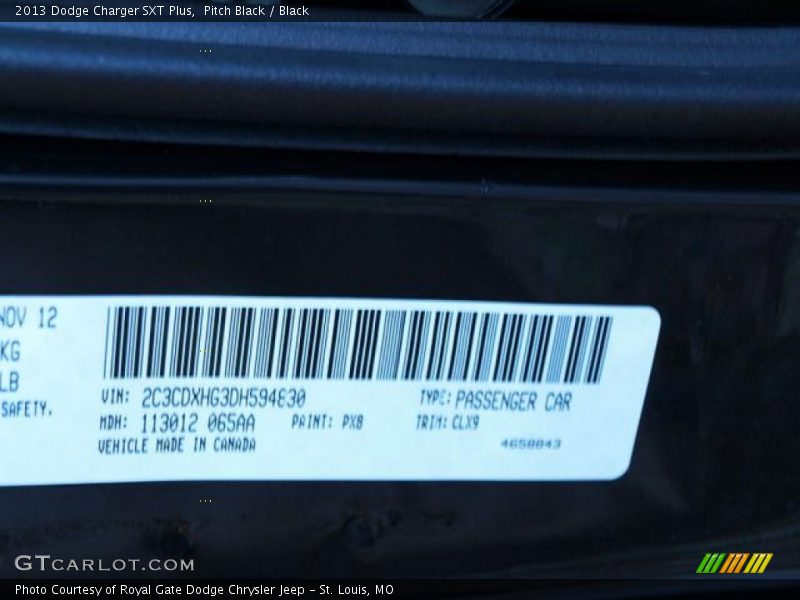 2013 Dodge Charger SXT Plus, Pitch Black / Black
NOV 12
KG
LB
SAFETY.
VIN: 2C3CDXHG3DH594830 TYPE: PASSENGER CAR
MDH: 113012 065AA PAINT: PX8 TRIM: CLX9
VEHICLE MADE IN CANADA 4658843
GTCARLOT.COM
Photo Courtesy of Royal Gate Dodge Chrysler Jeep - St. Louis, MO